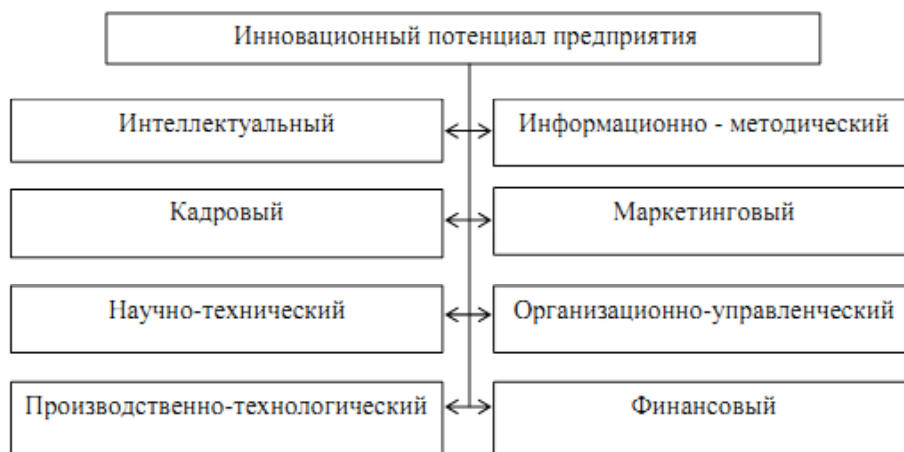 Инновационный потенциал предприятия
Интеллектуальный
Информационно - методический
Кадровый
Маркетинговый
Научно-технический
Организационно-управленческий
Производственно-технологический
Финансовый